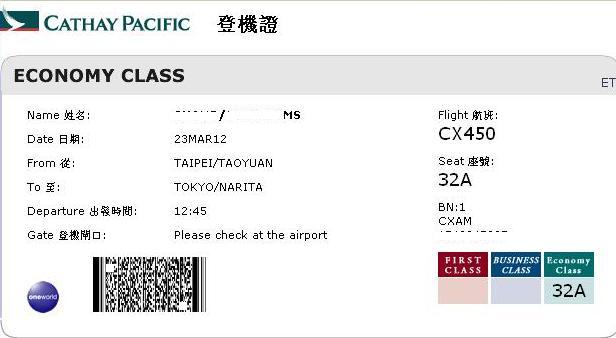 CATHAY PACIFIC 登機證
ECONOMY CLASS
ET
Name 姓名: / MS
Flight 航班:
CX450
Date 日期: 23MAR12
From 從: TAIPEI/TAOYUAN
Seat 座號:
32A
To 至: TOKYO/NARITA
Departure 出發時間: 12:45
BN:1
CXAM
Gate 登機閘口: Please check at the airport
FIRST CLASS
BUSINESS CLASS
Economy Class
32A
oneworld